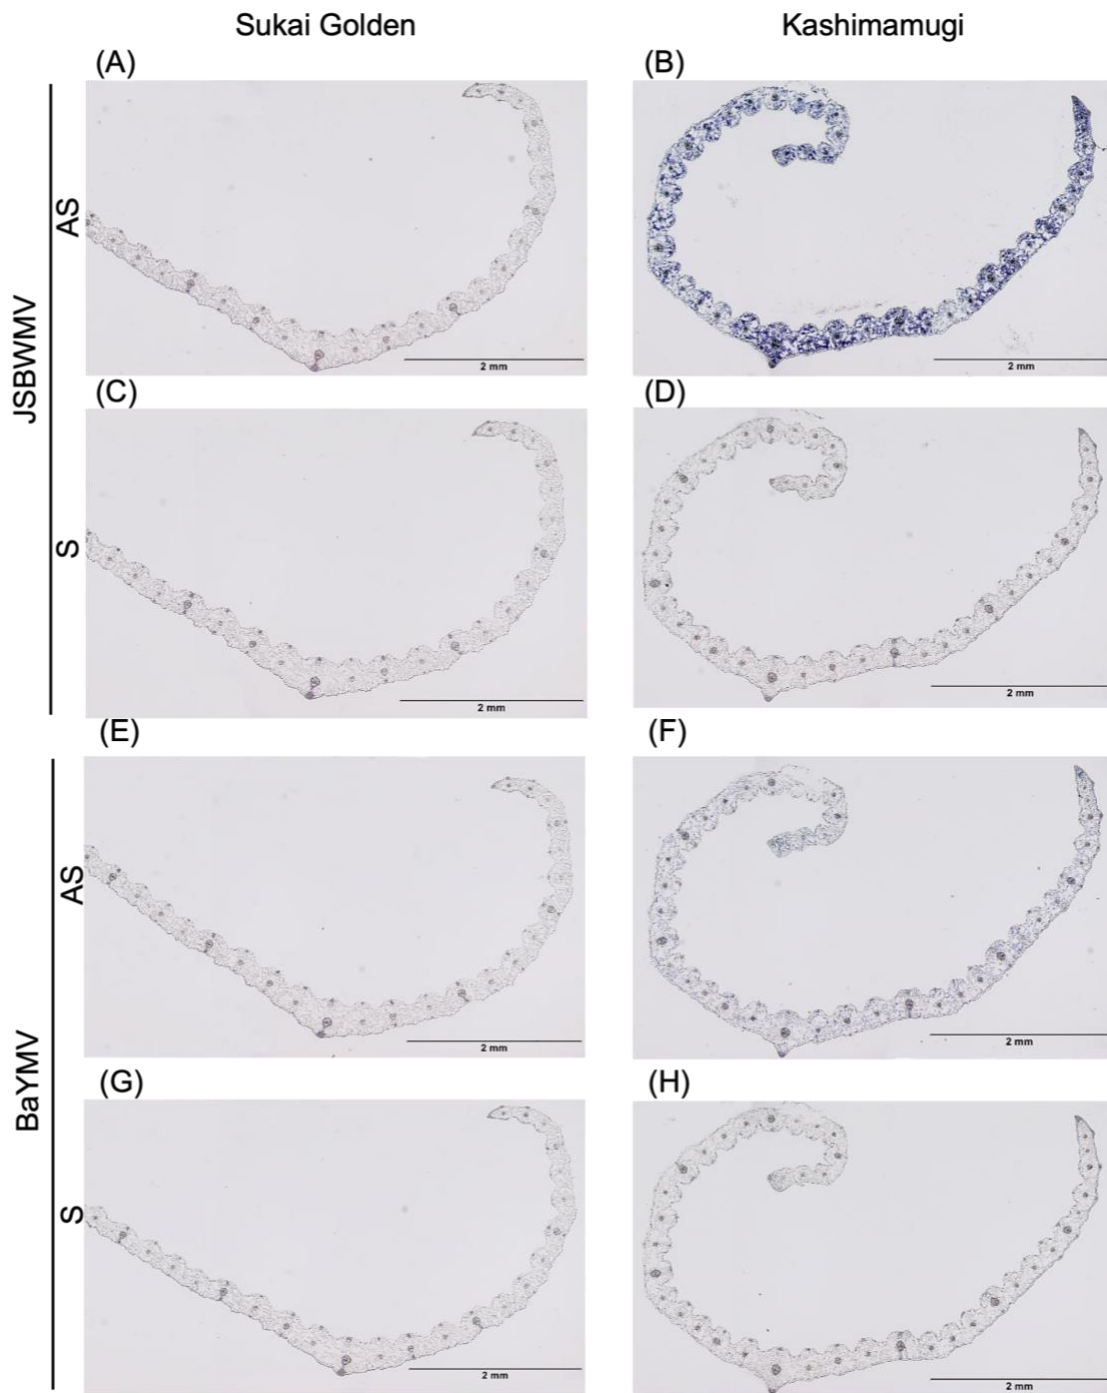 Sukai Golden
Kashimamugi
(A)
(B)
JSBWMV
AS
2 mm
2 mm
(C)
(D)
S
2 mm
2 mm
(E)
(F)
BaYMV
AS
2 mm
2 mm
(G)
(H)
S
2 mm
2 mm